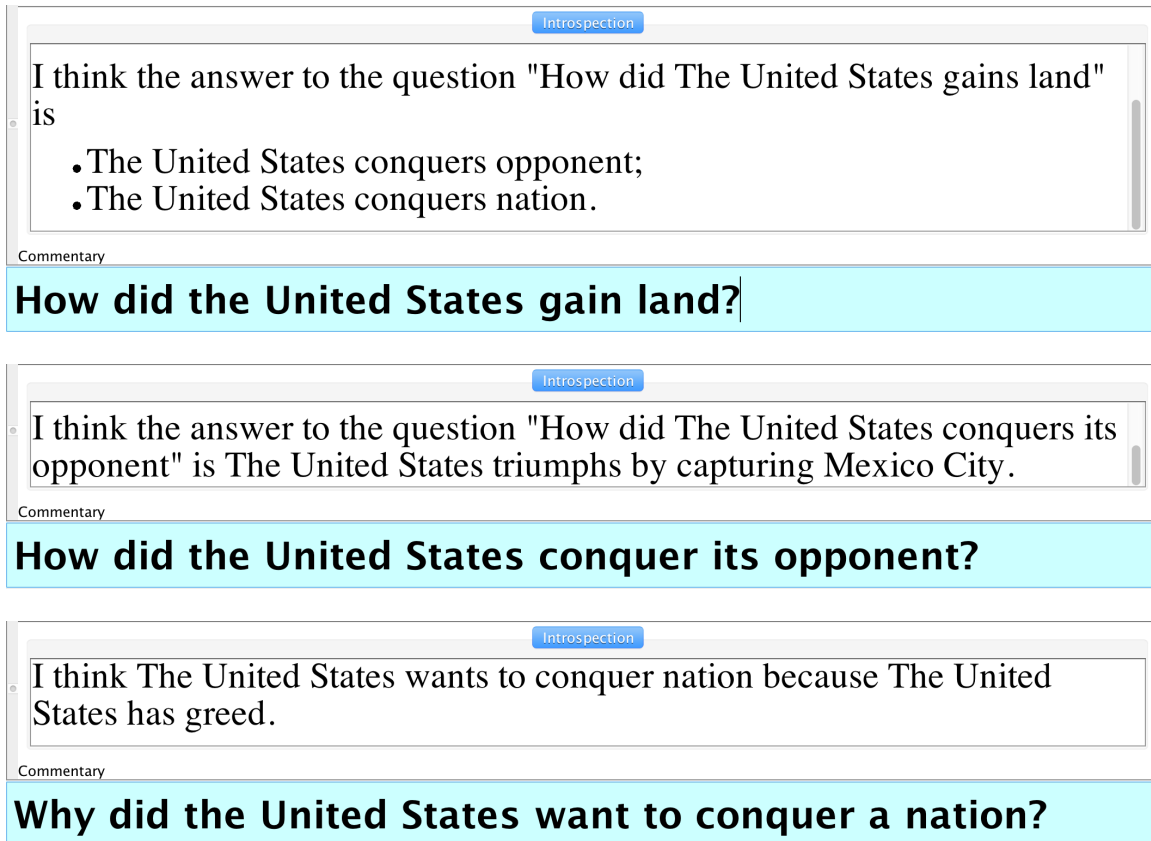 Introspection
I think the answer to the question "How did The United States gains land"
is
• The United States conquers opponent;
• The United States conquers nation.
Commentary
How did the United States gain land?
Introspection
I think the answer to the question "How did The United States conquers its
opponent" is The United States triumphs by capturing Mexico City.
Commentary
How did the United States conquer its opponent?
Introspection
I think The United States wants to conquer nation because The United
States has greed.
Commentary
Why did the United States want to conquer a nation?